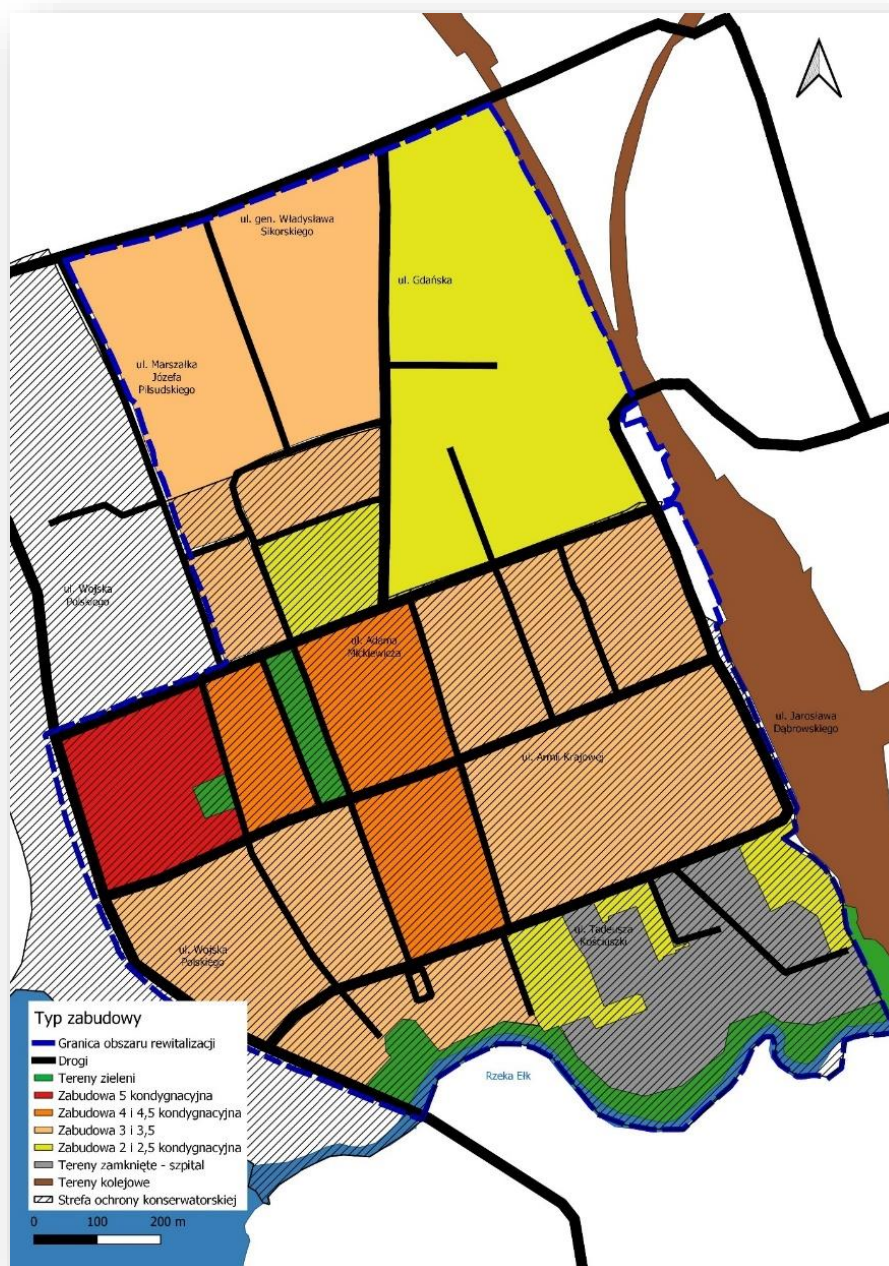 ul. gen. Władysława
Sikorskiego
ul. Gdańska
ul. Marszałka
Józefa
Piłsudskiego
ul. Wojska
Polskiego
ul. Adama
Mickiewicza
ul. Jarosława
Dąbrowskiego
ul. Armii Krajowej
ul. Tadeusza
Kościuszki
ul. Wojska
Polskiego
Rzeka Ełk
Typ zabudowy
Granica obszaru rewitalizacji
Drogi
Tereny zieleni
Zabudowa 5 kondygnacyjna
Zabudowa 4 i 4,5 kondygnacyjna
Zabudowa 3 i 3,5
Zabudowa 2 i 2,5 kondygnacyjna
Tereny zamknięte - szpital
Tereny kolejowe
Strefa ochrony konserwatorskiej
0 100 200 m